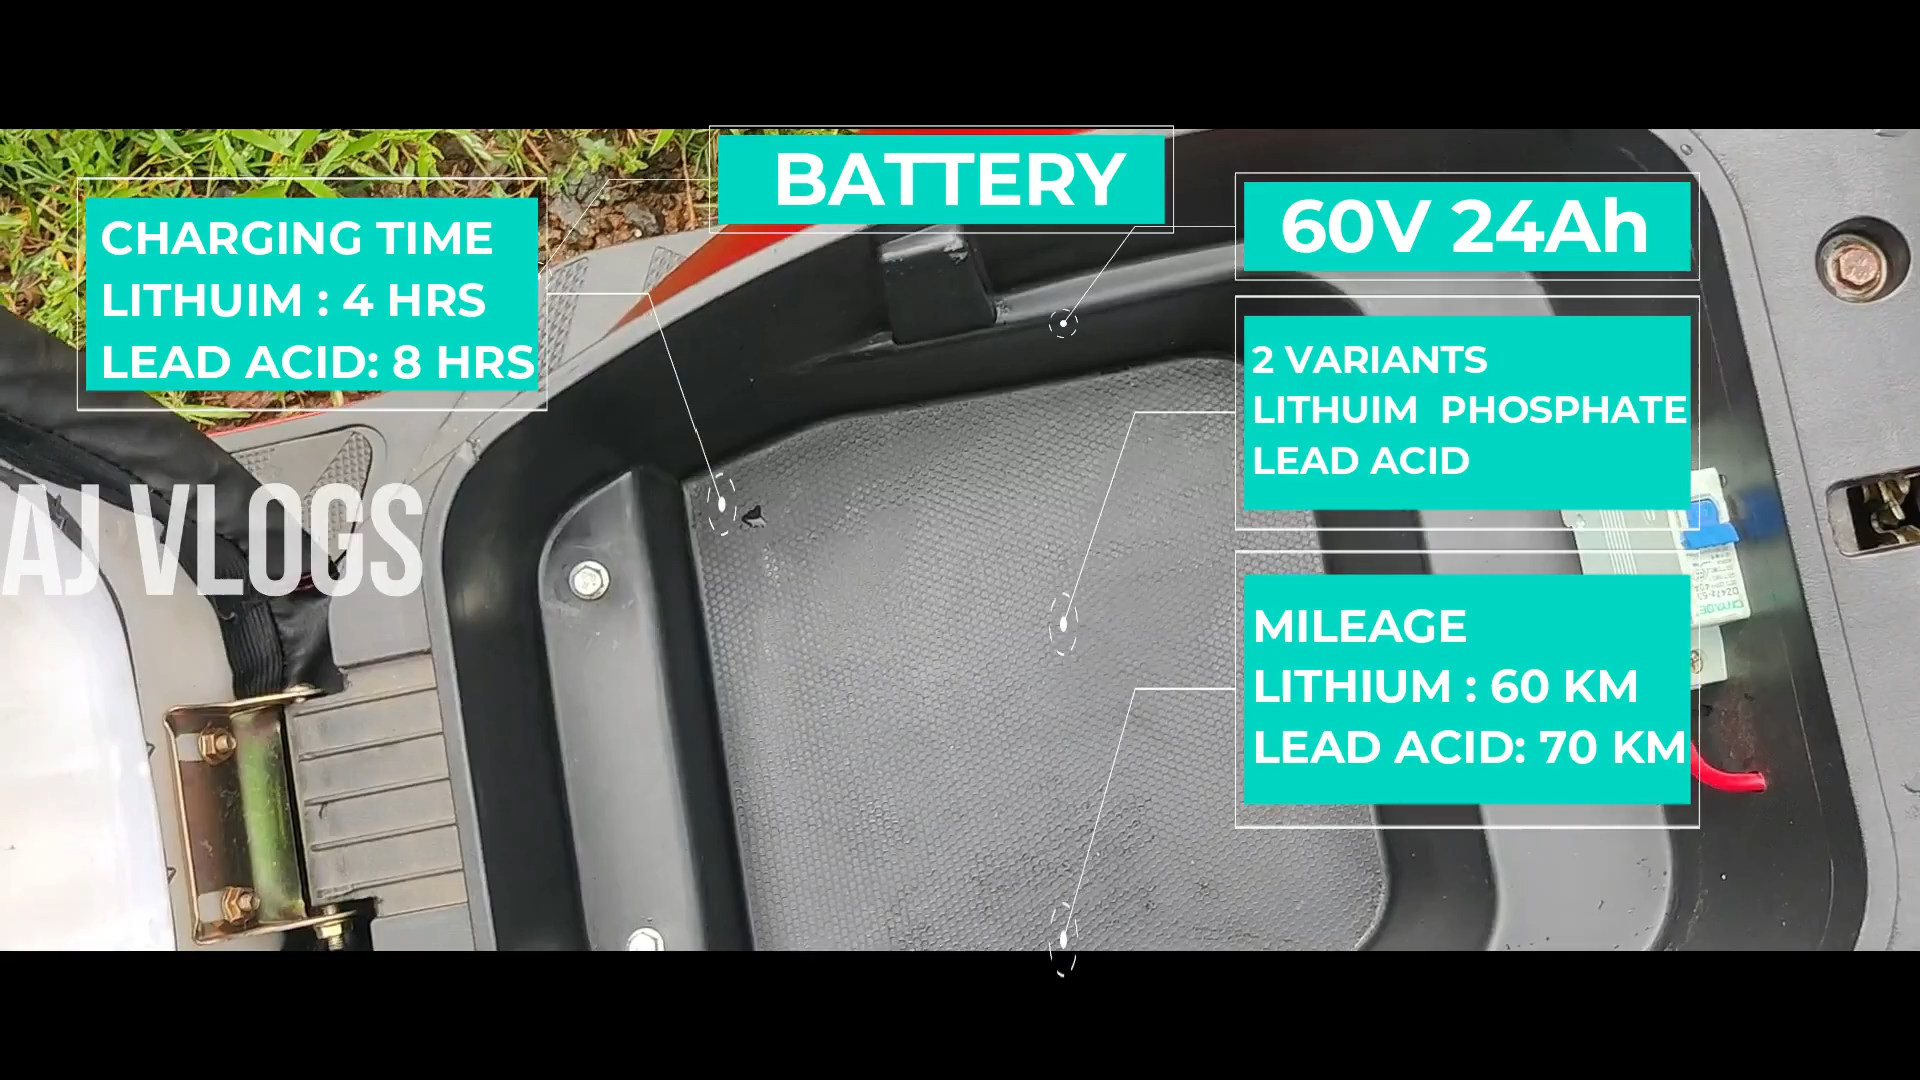 BATTERY
CHARGING TIME
LITHUIM : 4 HRS
LEAD ACID: 8 HRS
60V 24Ah
2 VARIANTS
LITHUIM  PHOSPHATE
LEAD ACID
AJ VLOGS
MILEAGE
LITHIUM : 60 KM
LEAD ACID: 70 KM